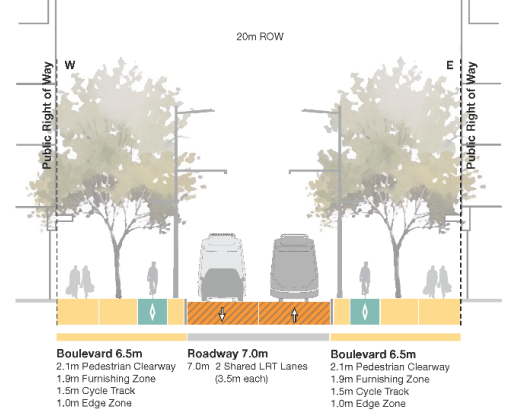 20m ROW
W
E
Public Right of Way
Public Right of Way
Boulevard 6.5m
2.1m Pedestrian Clearway
1.9m Furnishing Zone
1.5m Cycle Track
1.0m Edge Zone
Roadway 7.0m
7.0m 2 Shared LRT Lanes
(3.5m each)
Boulevard 6.5m
2.1m Pedestrian Clearway
1.9m Furnishing Zone
1.5m Cycle Track
1.0m Edge Zone